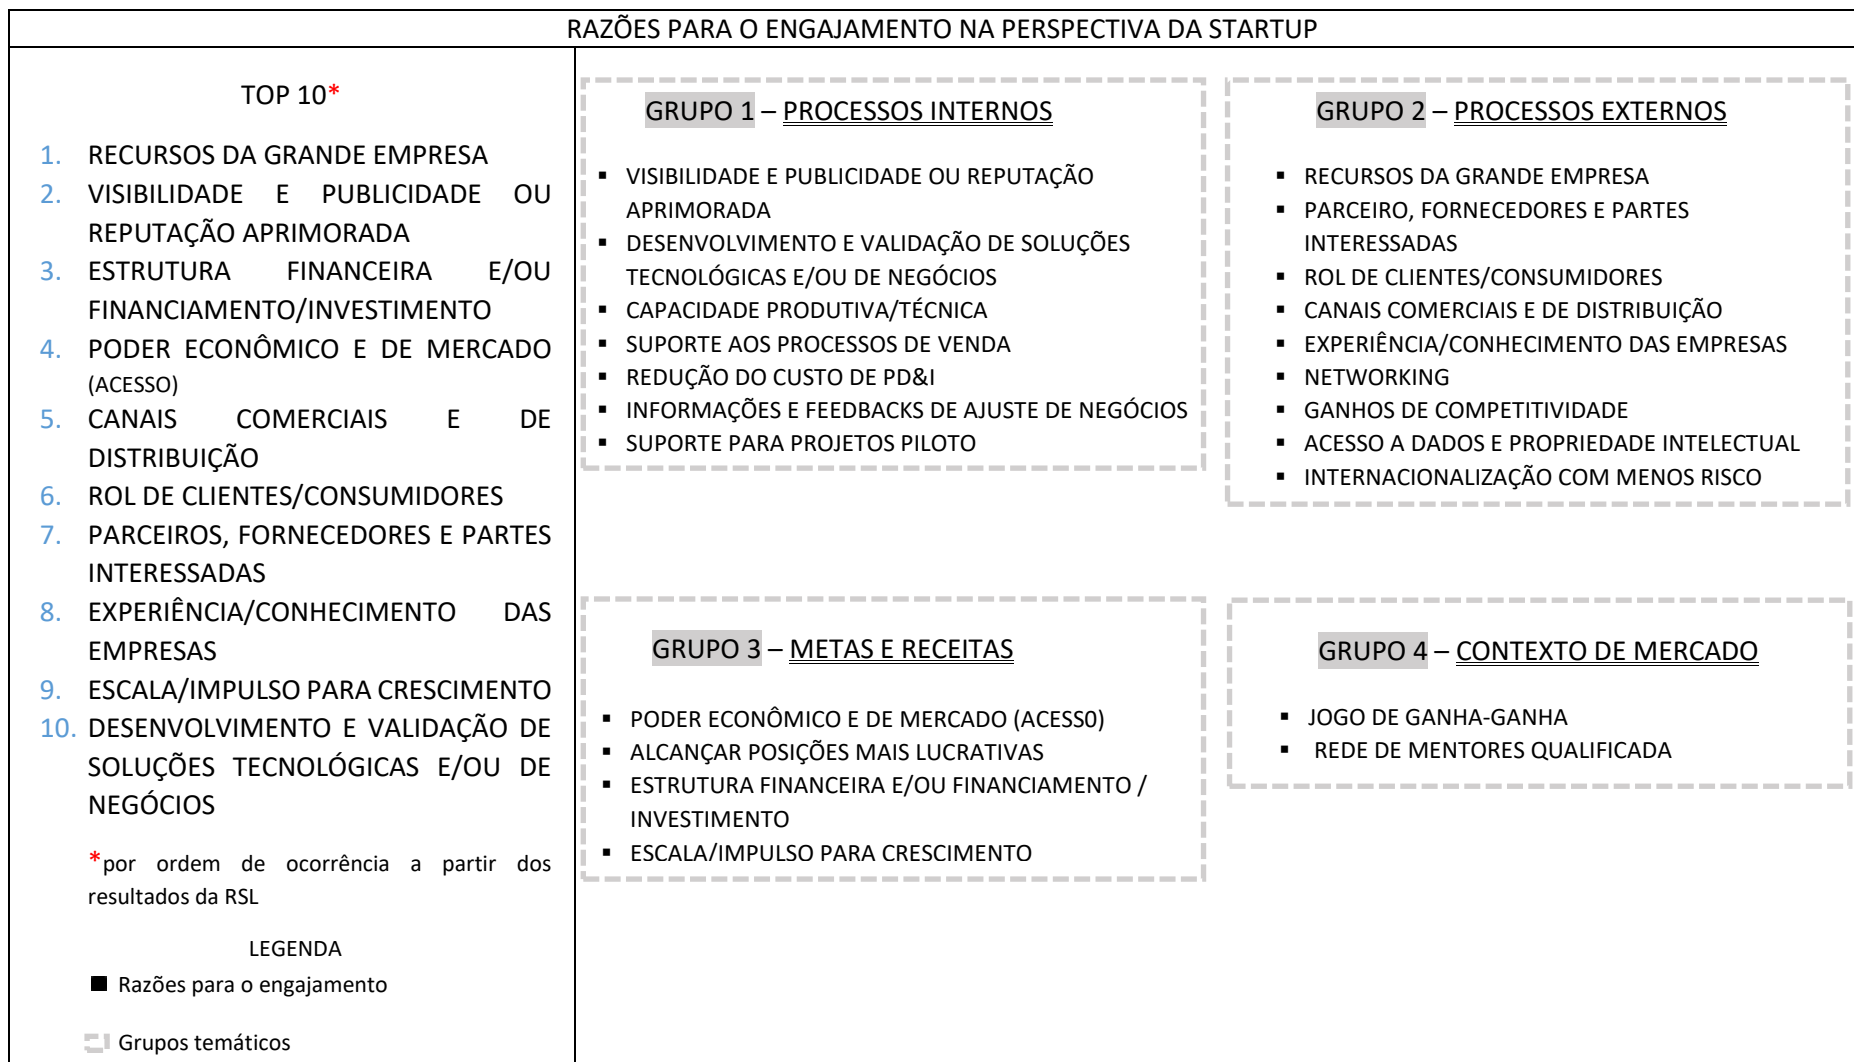 RAZÕES PARA O ENGAJAMENTO NA PERSPECTIVA DA STARTUP
TOP 10*
1. RECURSOS DA GRANDE EMPRESA
2. VISIBILIDADE E PUBLICIDADE OU
REPUTAÇÃO APRIMORADA
3. ESTRUTURA FINANCEIRA E/OU
FINANCIAMENTO/INVESTIMENTO
4. PODER ECONÔMICO E DE MERCADO
(ACESSO)
5. CANAIS COMERCIAIS E DE
DISTRIBUIÇÃO
6. ROL DE CLIENTES/CONSUMIDORES
7. PARCEIROS, FORNECEDORES E PARTES
INTERESSADAS
8. EXPERIÊNCIA/CONHECIMENTO DAS
EMPRESAS
9. ESCALA/IMPULSO PARA CRESCIMENTO
10. DESENVOLVIMENTO E VALIDAÇÃO DE
SOLUÇÕES TECNOLÓGICAS E/OU DE
NEGÓCIOS
*por ordem de ocorrência a partir dos
resultados da RSL
LEGENDA
■ Razões para o engajamento
Grupos temáticos
GRUPO 1 – PROCESSOS INTERNOS
▪ VISIBILIDADE E PUBLICIDADE OU REPUTAÇÃO
APRIMORADA
▪ DESENVOLVIMENTO E VALIDAÇÃO DE SOLUÇÕES
TECNOLÓGICAS E/OU DE NEGÓCIOS
▪ CAPACIDADE PRODUTIVA/TÉCNICA
▪ SUPORTE AOS PROCESSOS DE VENDA
▪ REDUÇÃO DO CUSTO DE PD&I
▪ INFORMAÇÕES E FEEDBACKS DE AJUSTE DE NEGÓCIOS
▪ SUPORTE PARA PROJETOS PILOTO
GRUPO 2 – PROCESSOS EXTERNOS
▪ RECURSOS DA GRANDE EMPRESA
▪ PARCEIRO, FORNECEDORES E PARTES
INTERESSADAS
▪ ROL DE CLIENTES/CONSUMIDORES
▪ CANAIS COMERCIAIS E DE DISTRIBUIÇÃO
▪ EXPERIÊNCIA/CONHECIMENTO DAS EMPRESAS
▪ NETWORKING
▪ GANHOS DE COMPETITIVIDADE
▪ ACESSO A DADOS E PROPRIEDADE INTELECTUAL
▪ INTERNACIONALIZAÇÃO COM MENOS RISCO
GRUPO 3 – METAS E RECEITAS
▪ PODER ECONÔMICO E DE MERCADO (ACESS0)
▪ ALCANÇAR POSIÇÕES MAIS LUCRATIVAS
▪ ESTRUTURA FINANCEIRA E/OU FINANCIAMENTO /
INVESTIMENTO
▪ ESCALA/IMPULSO PARA CRESCIMENTO
GRUPO 4 – CONTEXTO DE MERCADO
▪ JOGO DE GANHA-GANHA
▪ REDE DE MENTORES QUALIFICADA